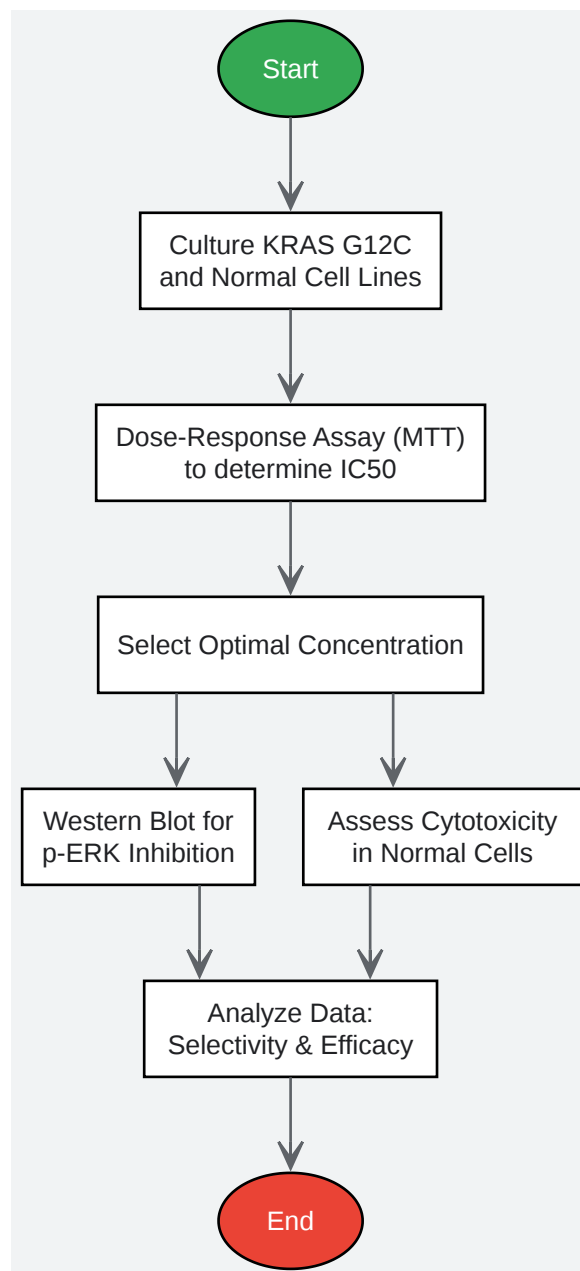 Start
Culture KRAS G12C
and Normal Cell Lines
Dose-Response Assay (MTT)
to determine IC50
Select Optimal Concentration
Western Blot for
p-ERK Inhibition
Assess Cytotoxicity
in Normal Cells
Analyze Data:
Selectivity & Efficacy
End